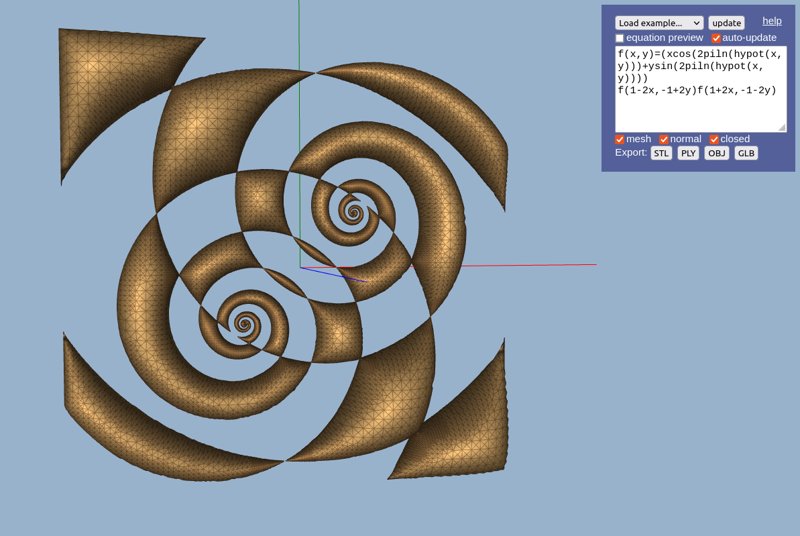 Load example... update help
equation preview auto-update
f(x,y)=(xcos(2piln(hypot(x,
y)))+ysin(2piln(hypot(x,
y))))
f(1-2x,-1+2y)f(1+2x,-1-2y)
mesh normal closed
Export: STL PLY OBJ GLB